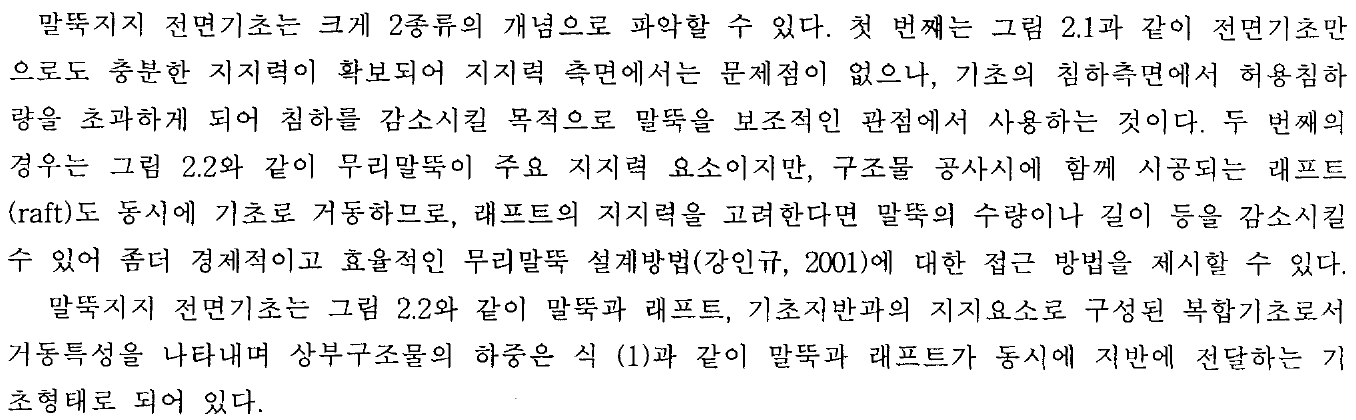 말뚝지지 전면기초는 크게 2종류의 개념으로 파악할 수 있다. 첫 번째는 그림 2.1과 같이 전면기초만
으로도 충분한 지지력이 확보되어 지지력 측면에서는 문제점이 없으나, 기초의 침하측면에서 허용침하
량을 초과하게 되어 침하를 감소시킬 목적으로 말뚝을 보조적인 관점에서 사용하는 것이다. 두 번째의
경우는 그림 2.2와 같이 무리말뚝이 주요 지지력 요소이지만, 구조물 공사시에 함께 시공되는 래프트
(raft)도 동시에 기초로 거동하므로, 래프트의 지지력을 고려한다면 말뚝의 수량이나 길이 등을 감소시킬
수 있어 좀더 경제적이고 효율적인 무리말뚝 설계방법(강인규, 2001)에 대한 접근 방법을 제시할 수 있다.
말뚝지지 전면기초는 그림 2.2와 같이 말뚝과 래프트, 기초지반과의 지지요소로 구성된 복합기초로서
거동특성을 나타내며 상부구조물의 하중은 식 (1)과 같이 말뚝과 래프트가 동시에 지반에 전달하는 기
초형태로 되어 있다.